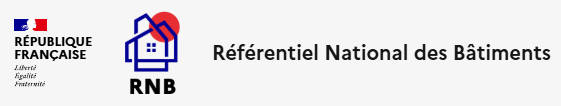 RÉPUBLIQUE
FRANÇAISE
Liberté
Égalité
Fraternité
RNB
Référentiel National des Bâtiments